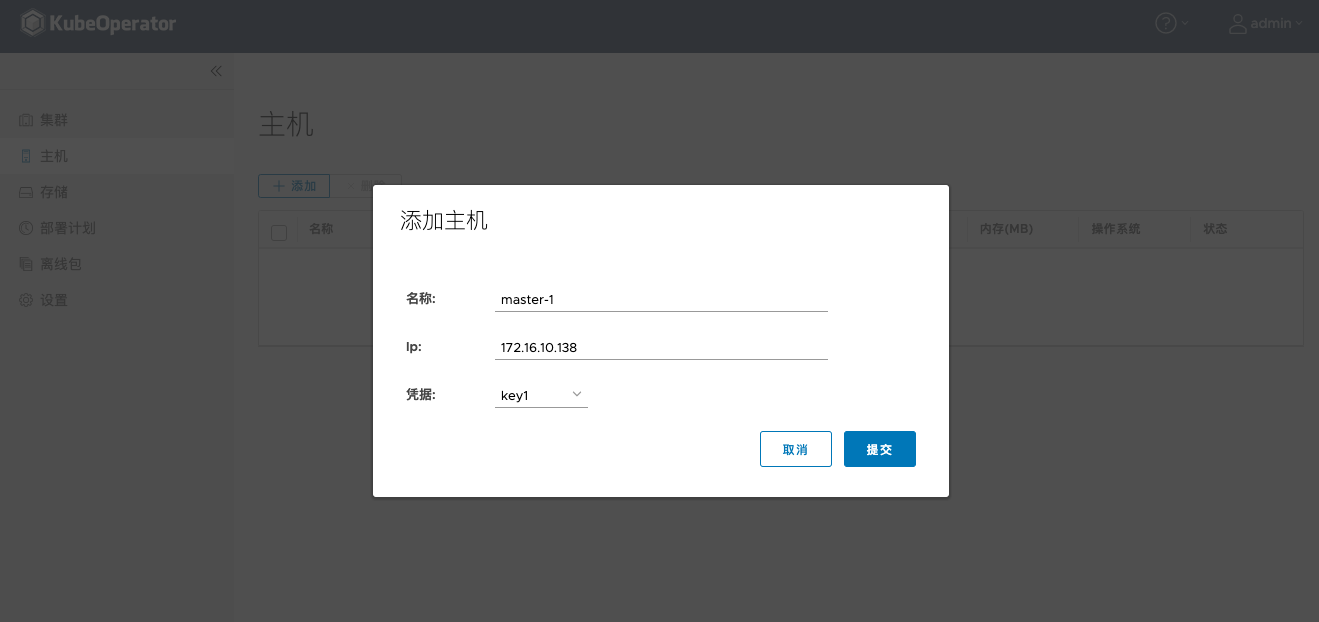 KubeOperator
admin
集群
主机
存储
部署计划
离线包
设置
主机
添加
名称
内存(MB)
操作系统
状态
添加主机
名称:
master-1
Ip:
172.16.10.138
凭据:
key1
取消
提交